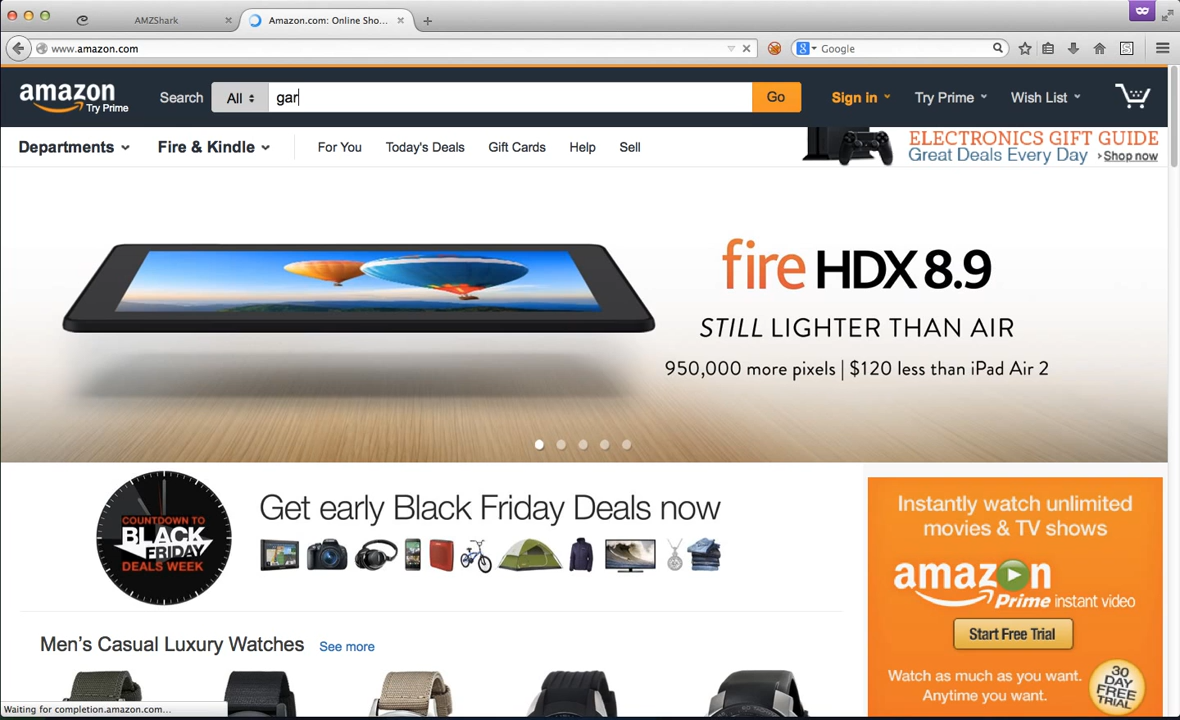 AMZShark
Amazon.com: Online Sho...
www.amazon.com
Google
amazon
Try Prime
Search
All
gar
Go
Sign in
Try Prime
Wish List
Departments
Fire & Kindle
For You
Today's Deals
Gift Cards
Help
Sell
ELECTRONICS GIFT GUIDE
Great Deals Every Day
Shop now
fire HDX 8.9
STILL LIGHTER THAN AIR
950,000 more pixels | $120 less than iPad Air 2
COUNTDOWN TO
BLACK
FRIDAY
DEALS WEEK
Get early Black Friday Deals now
Instantly watch unlimited
movies & TV shows
amazon
Prime instant video
Start Free Trial
Watch as much as you want.
Anytime you want.
30
DAY
FREE
TRIAL
Men's Casual Luxury Watches
See more
Waiting for completion.amazon.com...